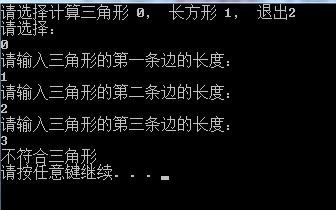 请选择计算三角形 0， 长方形 1， 退出2
请选择：
0
请输入三角形的第一条边的长度：
1
请输入三角形的第二条边的长度：
2
请输入三角形的第三条边的长度：
3
不符合三角形
请按任意键继续. . .